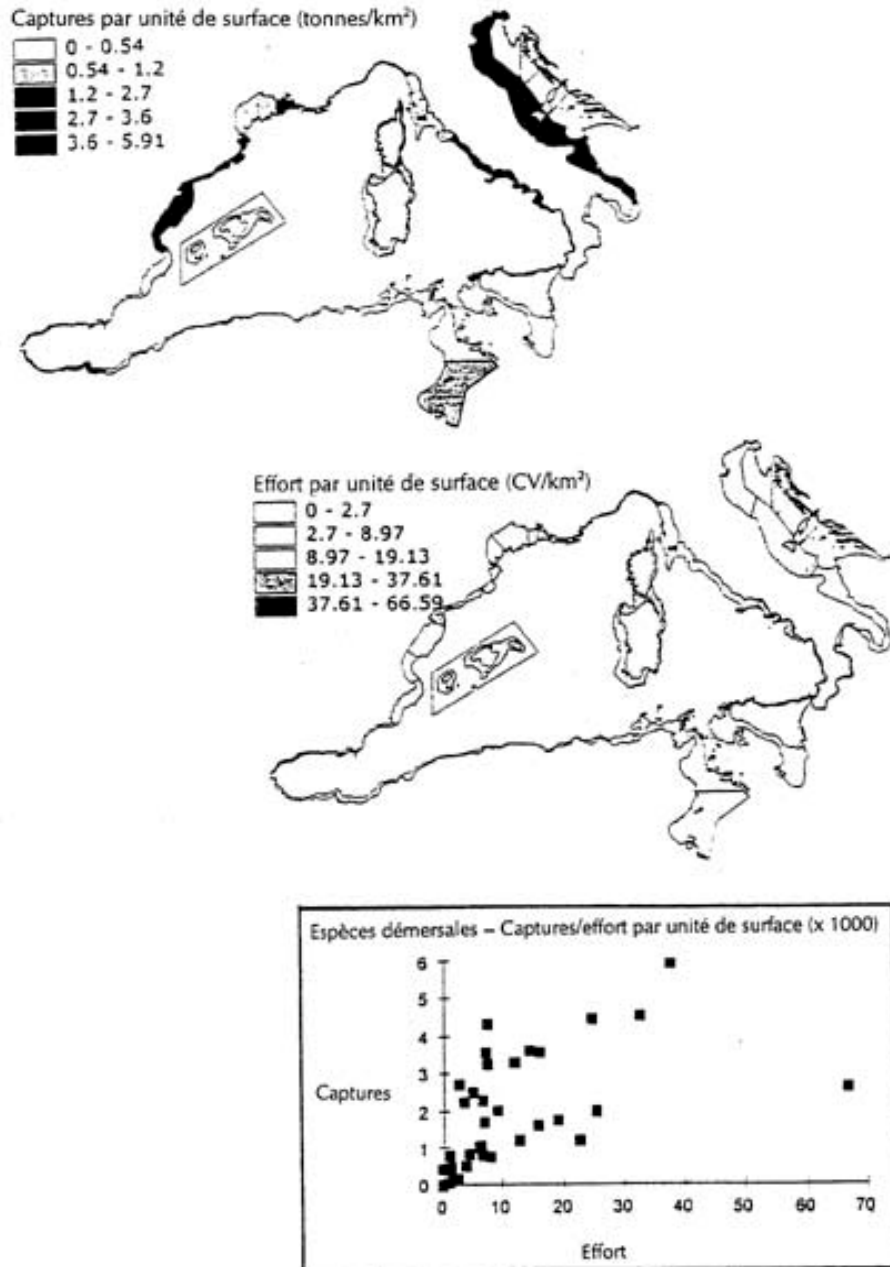 Captures par unité de surface (tonnes/km²)
0 - 0.54
0.54 - 1.2
1.2 - 2.7
2.7 - 3.6
3.6 - 5.91
Effort par unité de surface (CV/km²)
0 - 2.7
2.7 - 8.97
8.97 - 19.13
19.13 - 37.61
37.61 - 66.59
Espèces démersales – Captures/effort par unité de surface (x 1000)
6
5
4
3
2
1
0
Captures
0 10 20 30 40 50 60 70
Effort